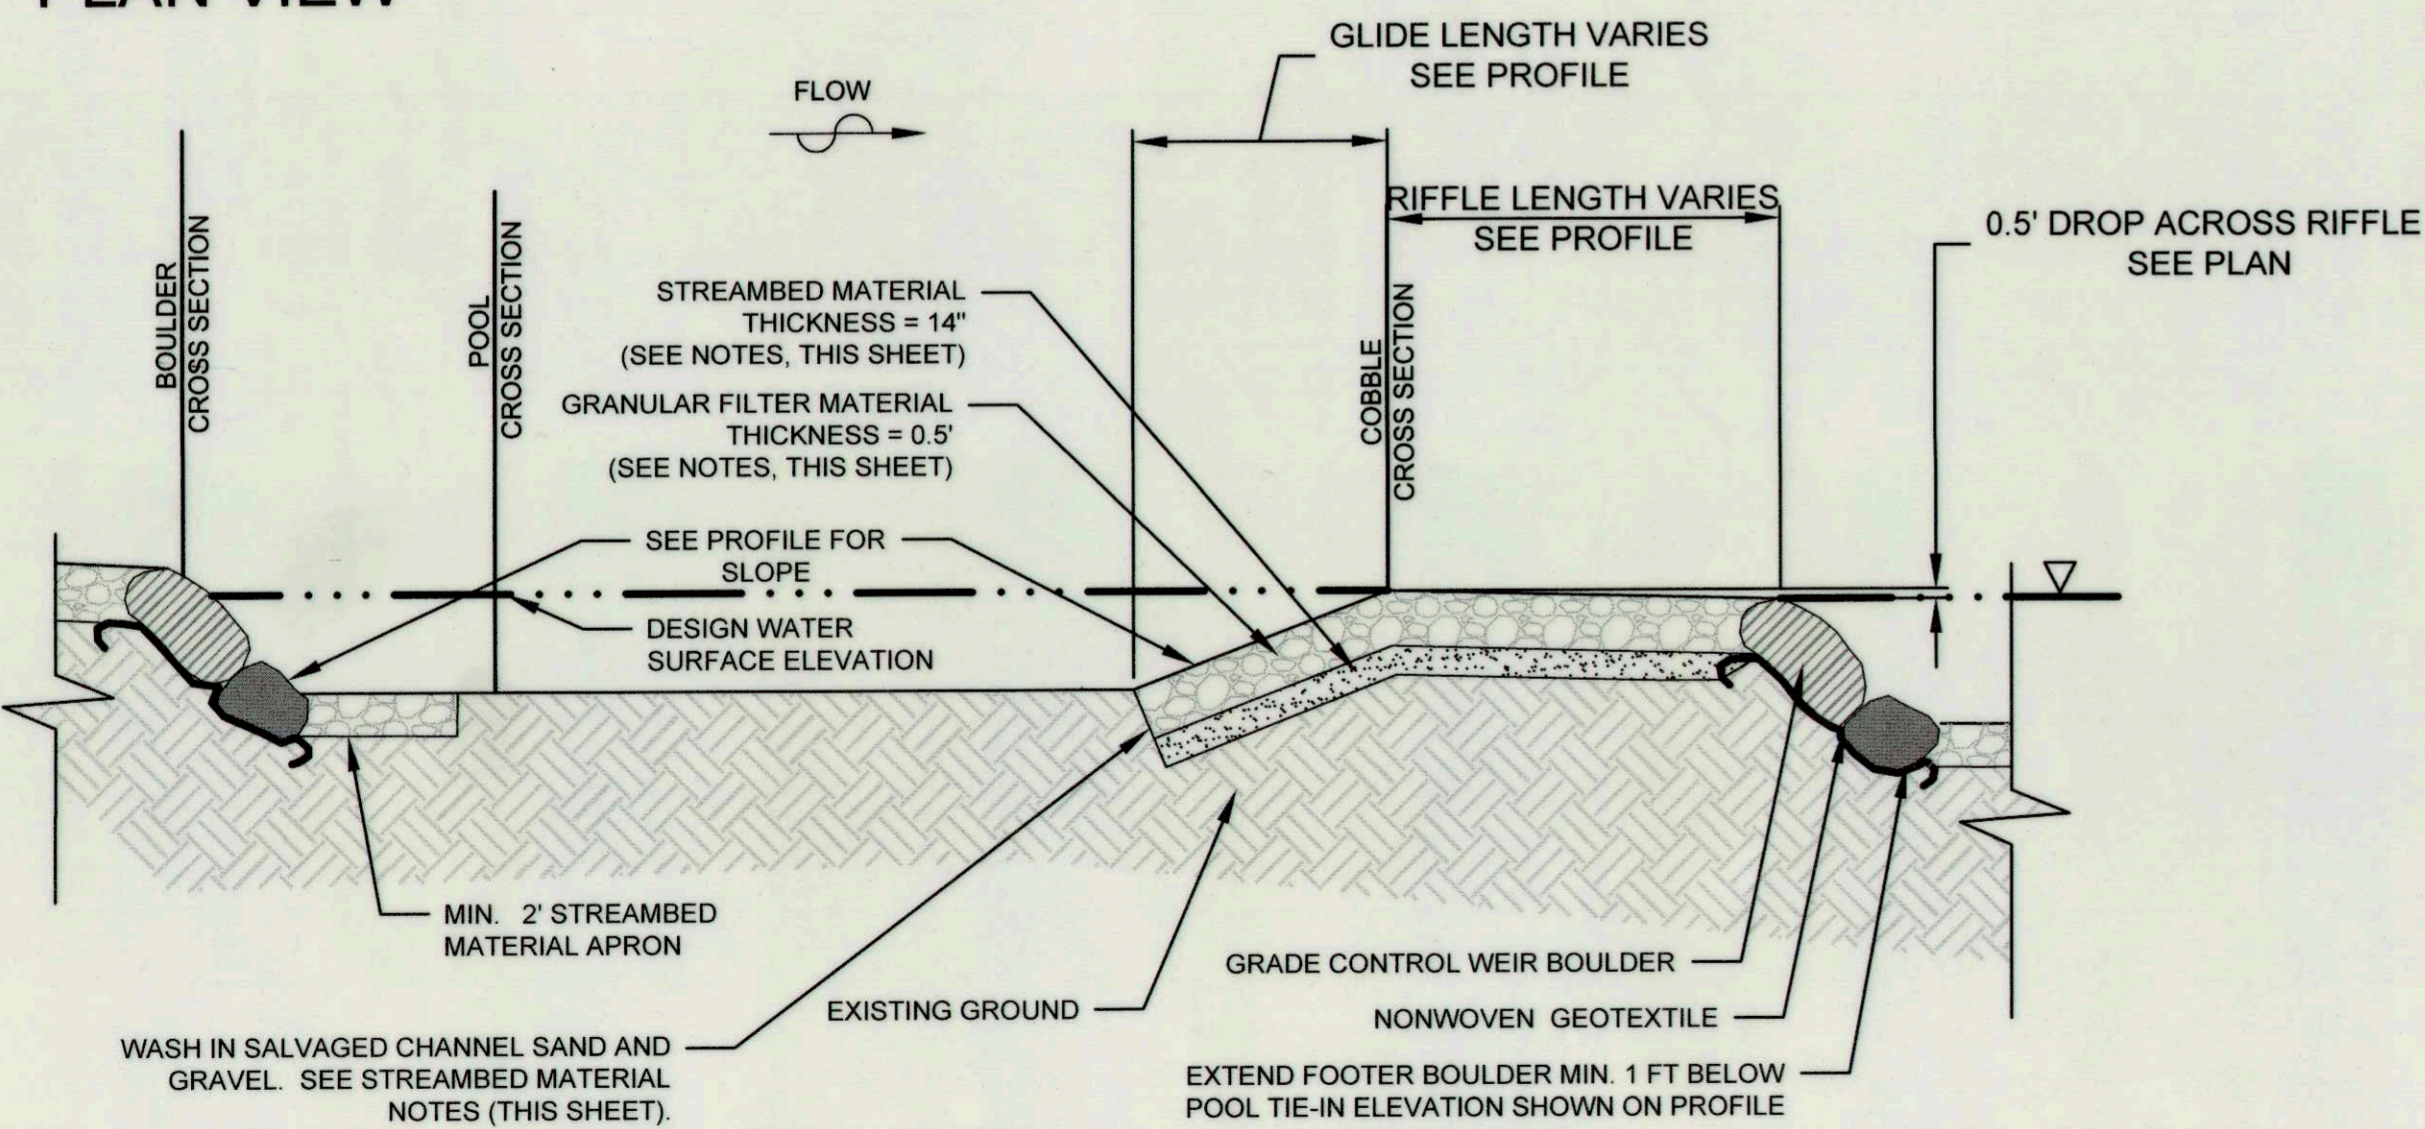 PLAN VIEW
GLIDE LENGTH VARIES
SEE PROFILE
FLOW
RIFFLE LENGTH VARIES
SEE PROFILE
0.5' DROP ACROSS RIFFLE
SEE PLAN
BOULDER
CROSS SECTION
POOL
CROSS SECTION
STREAMBED MATERIAL
THICKNESS = 14"
(SEE NOTES, THIS SHEET)
COBBLE
CROSS SECTION
GRANULAR FILTER MATERIAL
THICKNESS = 0.5'
(SEE NOTES, THIS SHEET)
SEE PROFILE FOR
SLOPE
DESIGN WATER
SURFACE ELEVATION
MIN. 2' STREAMBED
MATERIAL APRON
GRADE CONTROL WEIR BOULDER
EXISTING GROUND
NONWOVEN GEOTEXTILE
WASH IN SALVAGED CHANNEL SAND AND
GRAVEL. SEE STREAMBED MATERIAL
NOTES (THIS SHEET).
EXTEND FOOTER BOULDER MIN. 1 FT BELOW
POOL TIE-IN ELEVATION SHOWN ON PROFILE